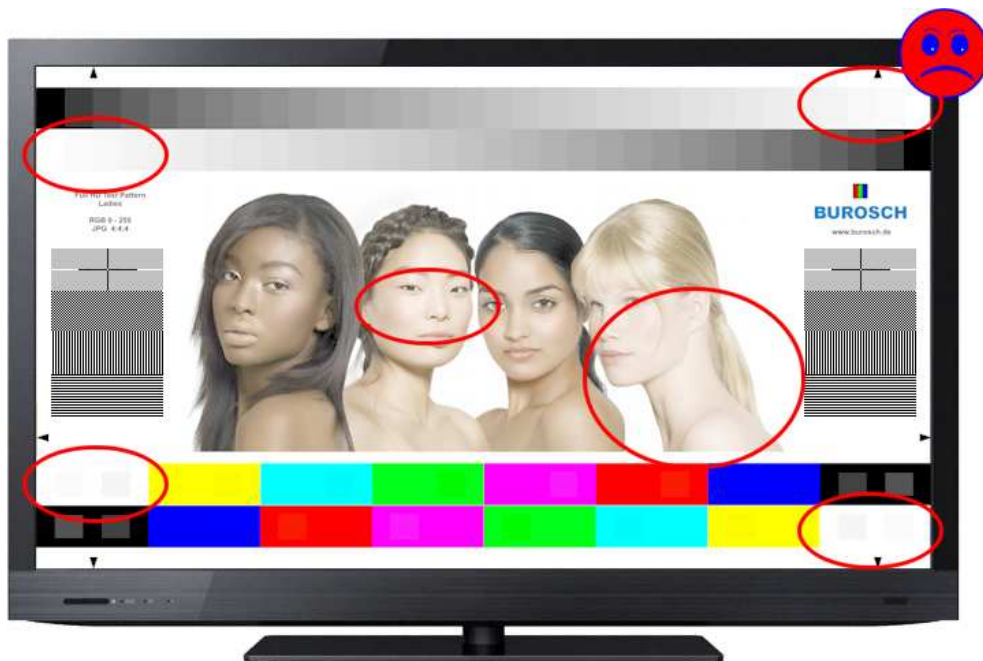 Full HD Test Pattern
Ladies
RGB 0 - 255
JPG 4:4:4
BUROSCH
www.burosch.de